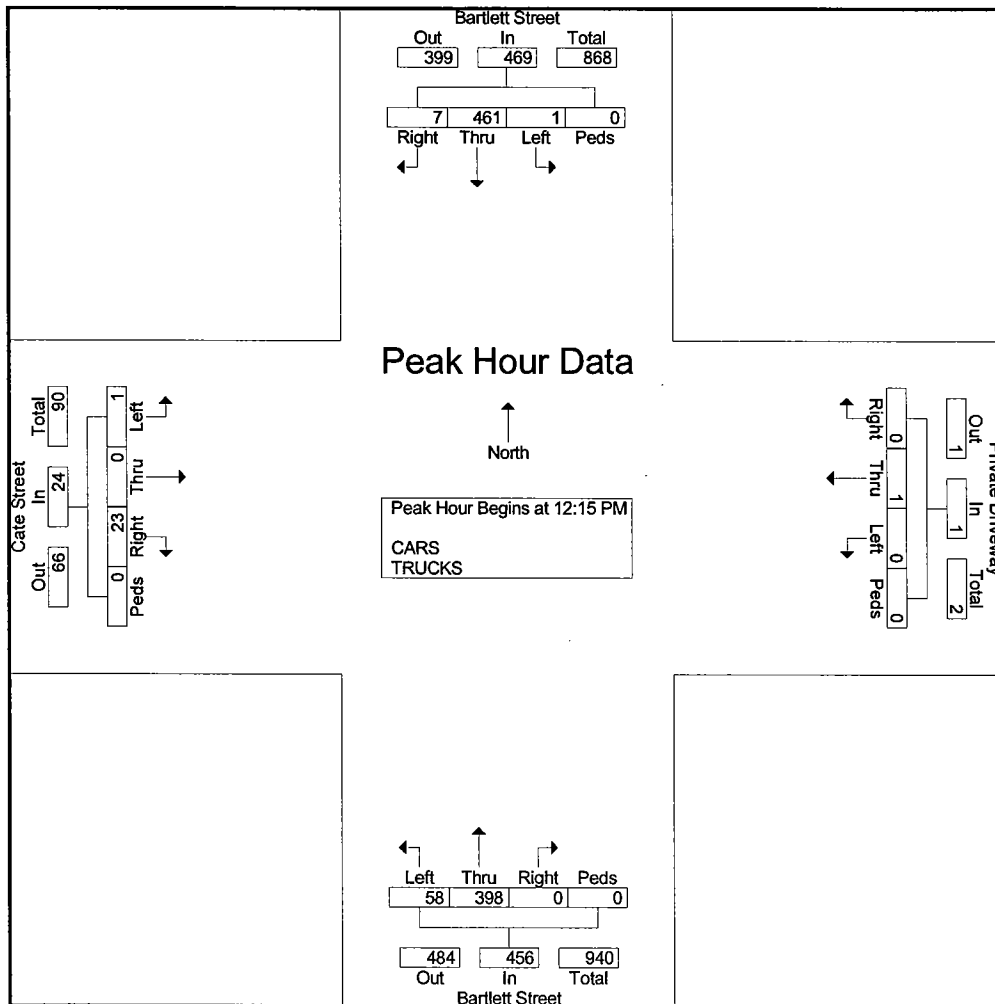 Bartlett Street
Out In Total
399 469 868
7 461 1 0
Right Thru Left Peds
Peak Hour Data
North
Peak Hour Begins at 12:15 PM
CARS
TRUCKS
Cate Street
Total In Out
90 24 66
1 0 23 0
Left Thru Right Peds
Right Thru Left Peds
0 1 0 0
1 1 2
Out In Total
Private Driveway
Left Thru Right Peds
58 398 0 0
484 456 940
Out In Total
Bartlett Street